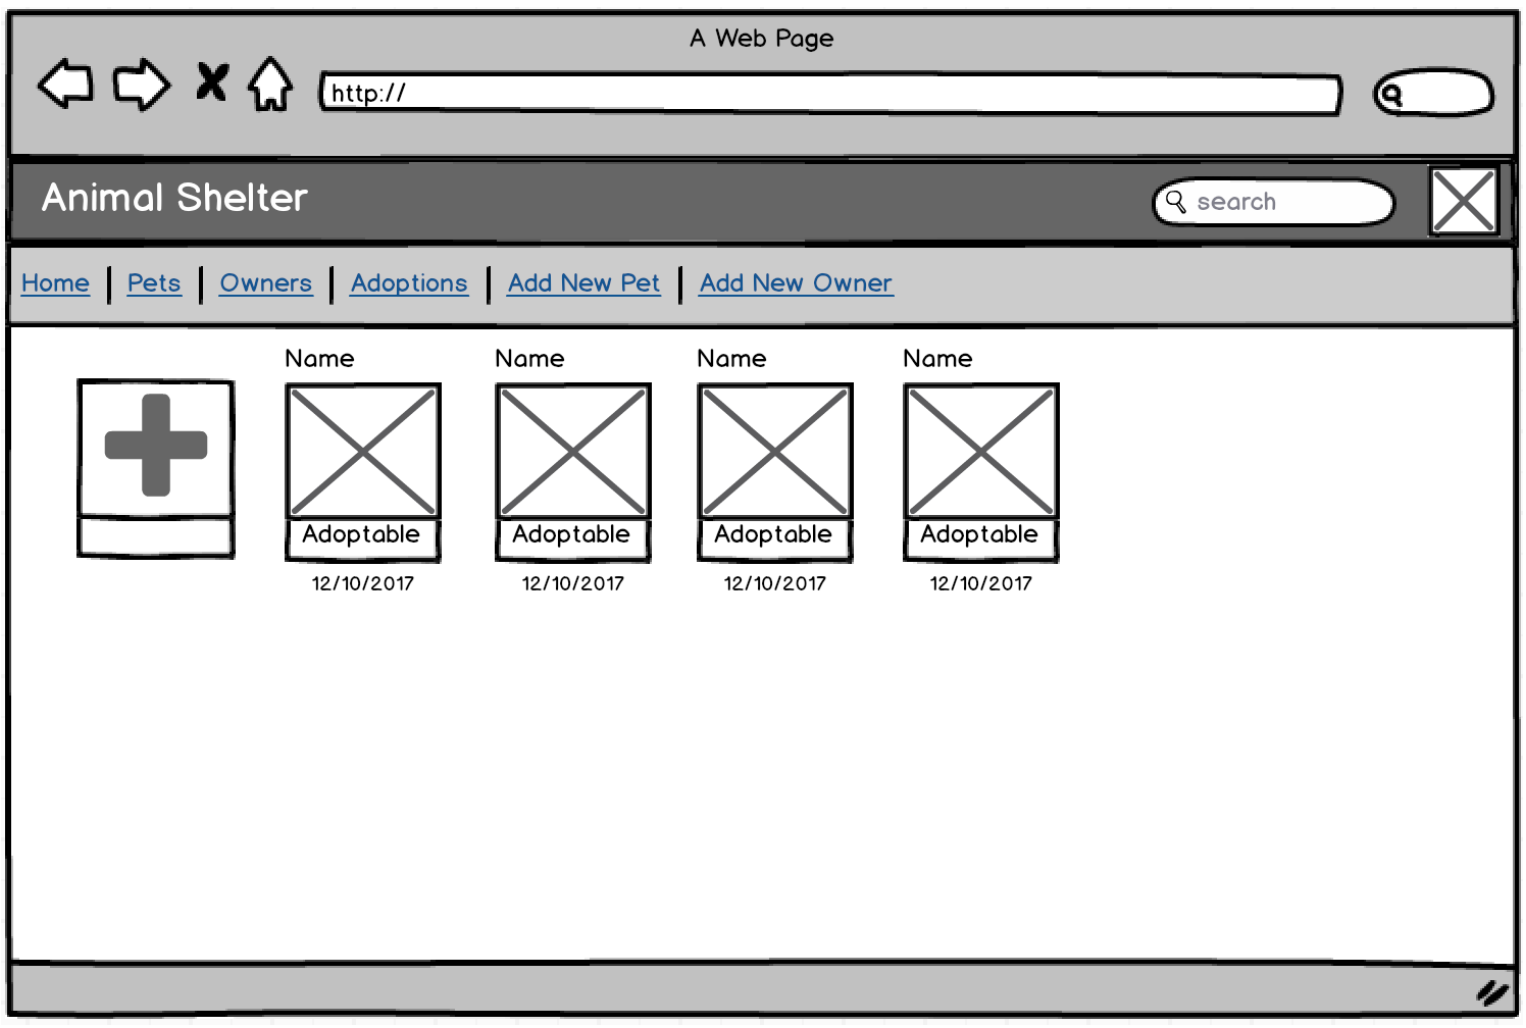 A Web Page
http://
Animal Shelter
search
Home | Pets | Owners | Adoptions | Add New Pet | Add New Owner
Name Name Name Name
Adoptable Adoptable Adoptable Adoptable
12/10/2017 12/10/2017 12/10/2017 12/10/2017